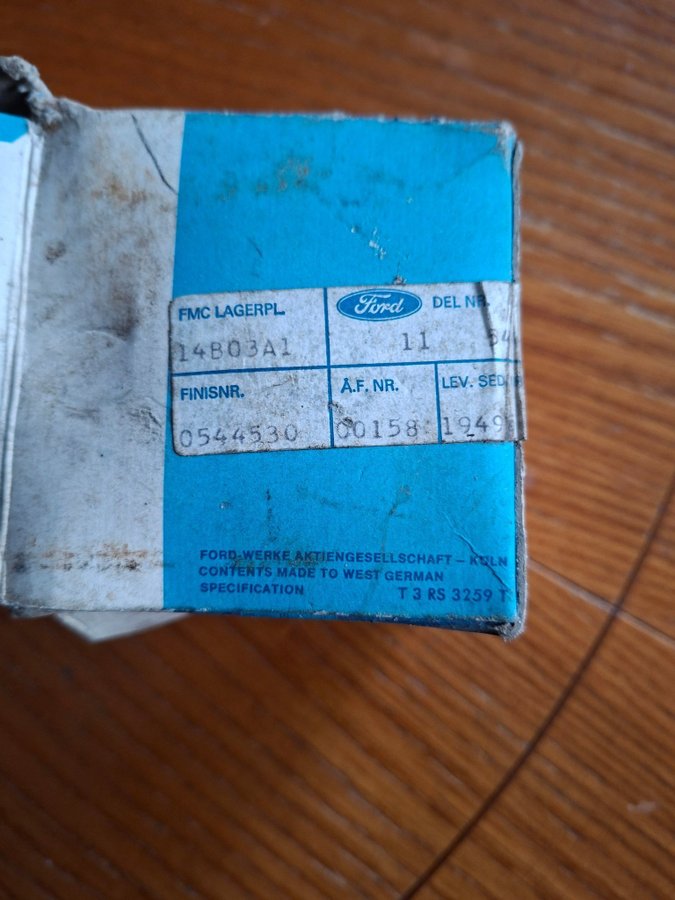 FMC LAGERPL.
Ford
DEL NR.
14B03A1
11
FINISNR.
Å.F. NR.
LEV. SED
0544530
00158
1949
FORD-WERKE AKTIENGESELLSCHAFT – KÖLN
CONTENTS MADE TO WEST GERMAN
SPECIFICATION
T 3 RS 3259 T